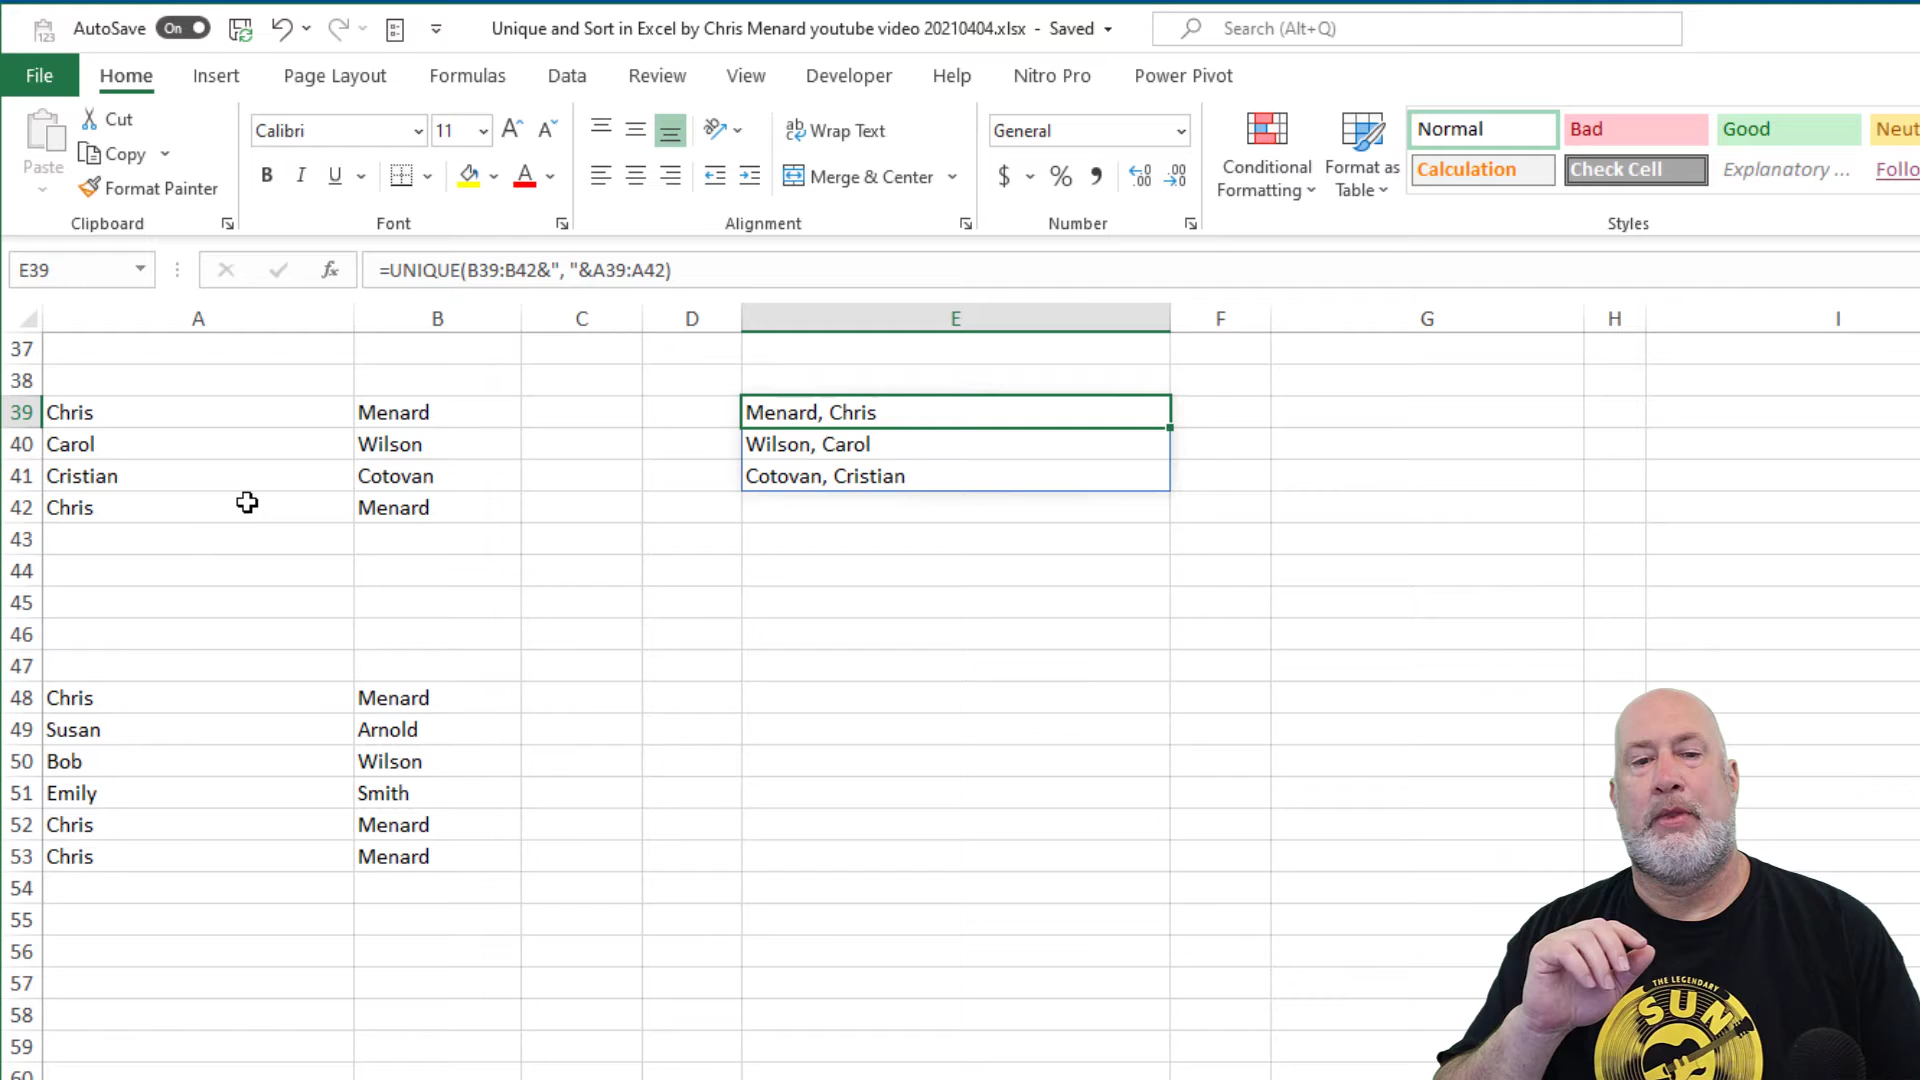 AutoSave On Unique and Sort in Excel by Chris Menard youtube video 20210404.xlsx - Saved Search (Alt+Q)
File Home Insert Page Layout Formulas Data Review View Developer Help Nitro Pro Power Pivot
Paste
Cut
Copy
Format Painter
Clipboard
Calibri 11
B I U A
Font
ab Wrap Text
Merge & Center
Alignment
General
$ %
Number
Conditional Formatting
Format as Table
Normal Bad Good Neut
Calculation Check Cell Explanatory ... Follo
Styles
E39 fx =UNIQUE(B39:B42&", "&A39:A42)
A B C D E F G H I
37
38
39 Chris Menard Menard, Chris
40 Carol Wilson Wilson, Carol
41 Cristian Cotovan Cotovan, Cristian
42 Chris Menard
43
44
45
46
47
48 Chris Menard
49 Susan Arnold
50 Bob Wilson
51 Emily Smith
52 Chris Menard
53 Chris Menard
54
55
56
57
58
59
60
THE LEGENDARY
SUN